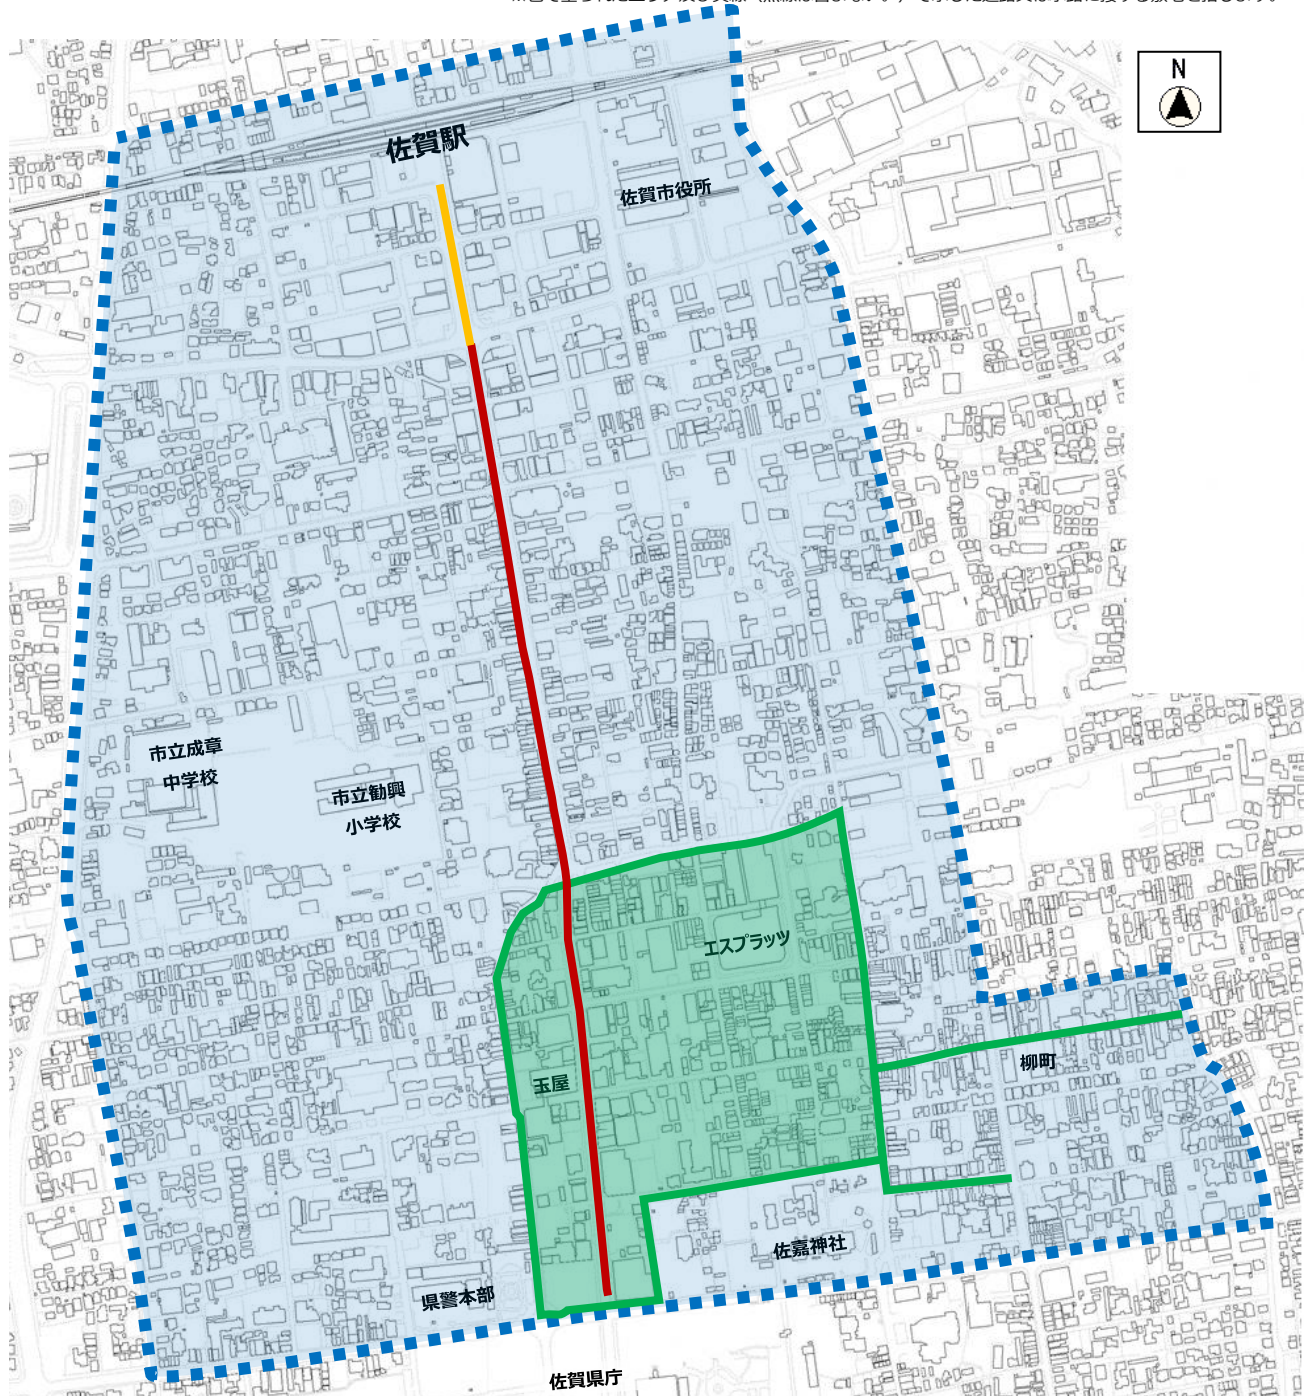 N
佐賀駅
佐賀市役所
市立成章
中学校
市立勧興
小学校
エスプラッツ
柳町
玉屋
佐嘉神社
県警本部
佐賀県庁